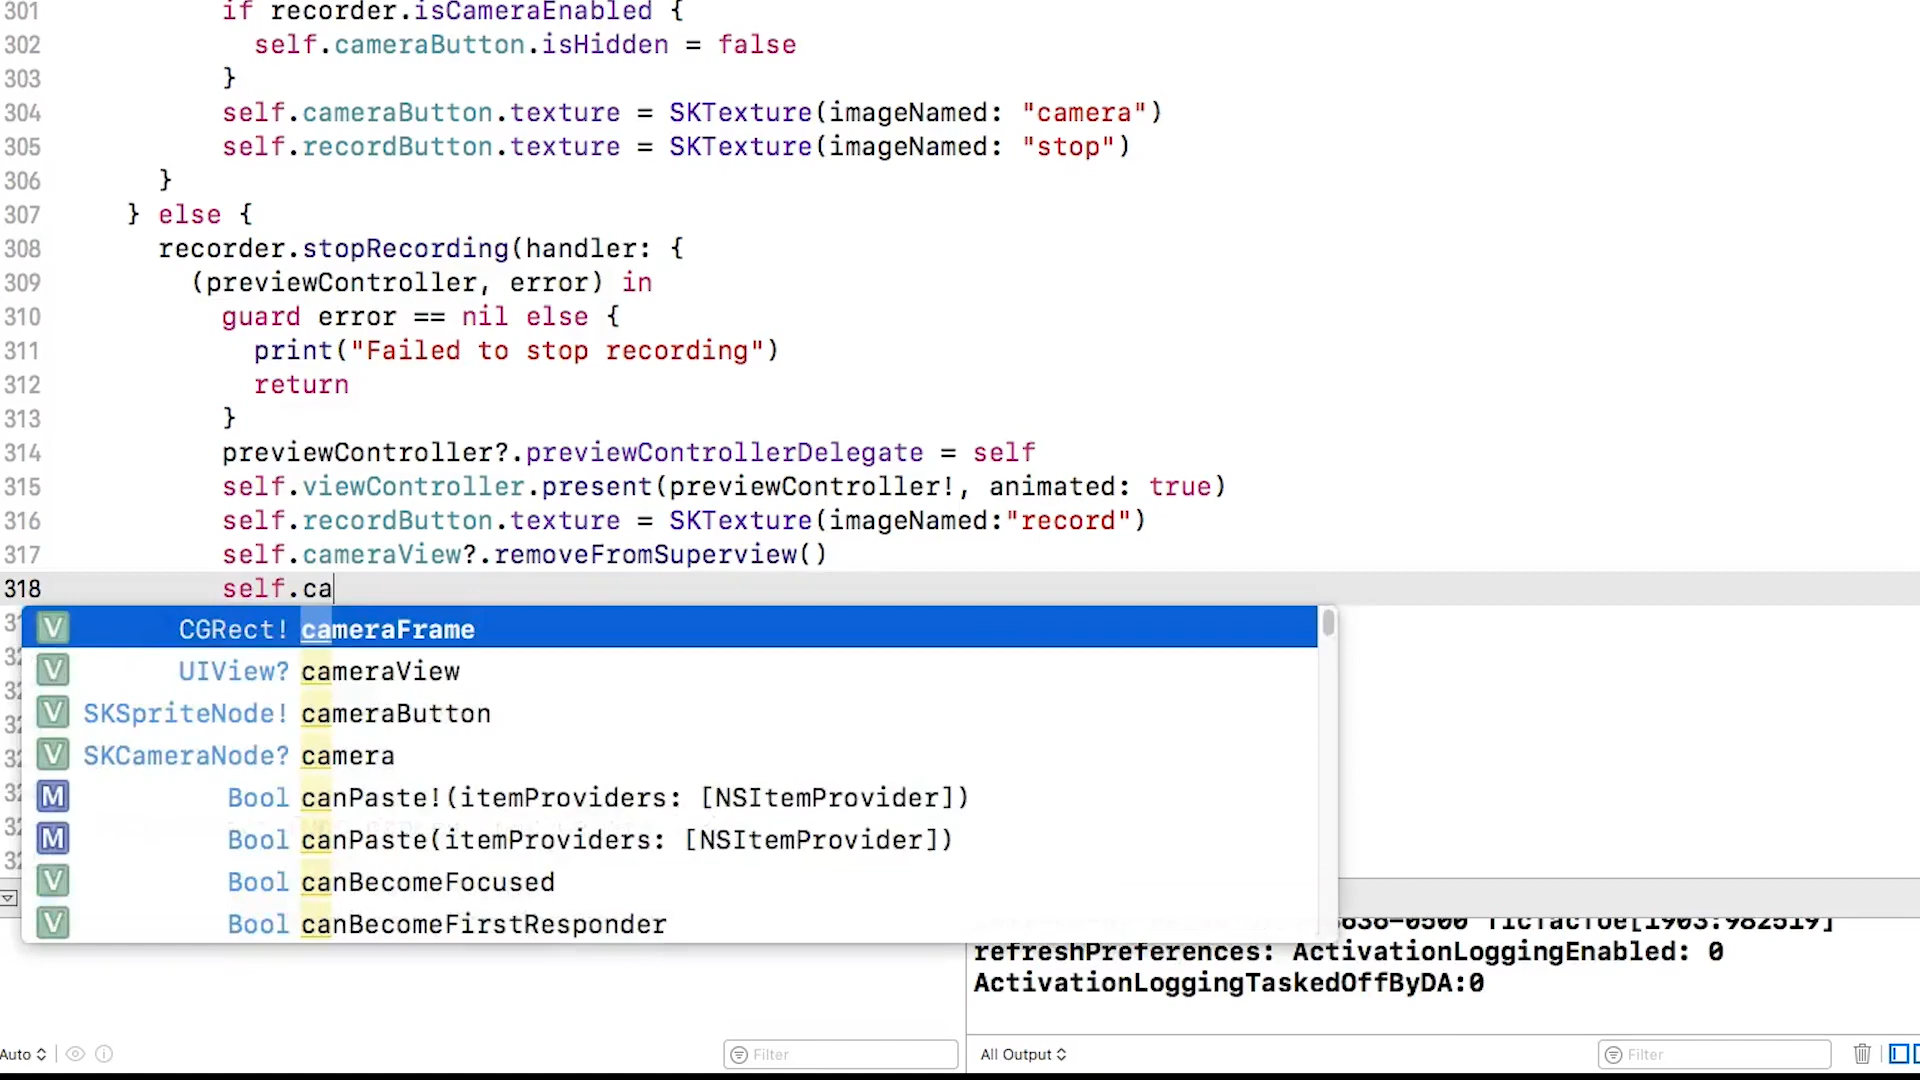 301 if recorder.isCameraEnabled {
302 self.cameraButton.isHidden = false
303 }
304 self.cameraButton.texture = SKTexture(imageNamed: "camera")
305 self.recordButton.texture = SKTexture(imageNamed: "stop")
306 }
307 } else {
308 recorder.stopRecording(handler: {
309 (previewController, error) in
310 guard error == nil else {
311 print("Failed to stop recording")
312 return
313 }
314 previewController?.previewControllerDelegate = self
315 self.viewController.present(previewController!, animated: true)
316 self.recordButton.texture = SKTexture(imageNamed:"record")
317 self.cameraView?.removeFromSuperview()
318 self.ca
V CGRect! cameraFrame
V UIView? cameraView
V SKSpriteNode! cameraButton
V SKCameraNode? camera
M Bool canPaste!(itemProviders: [NSItemProvider])
M Bool canPaste(itemProviders: [NSItemProvider])
V Bool canBecomeFocused
V Bool canBecomeFirstResponder
TicTacToe[1903:982519]
refreshPreferences: ActivationLoggingEnabled: 0
ActivationLoggingTaskedOffByDA:0
Auto
Filter
All Output
Filter